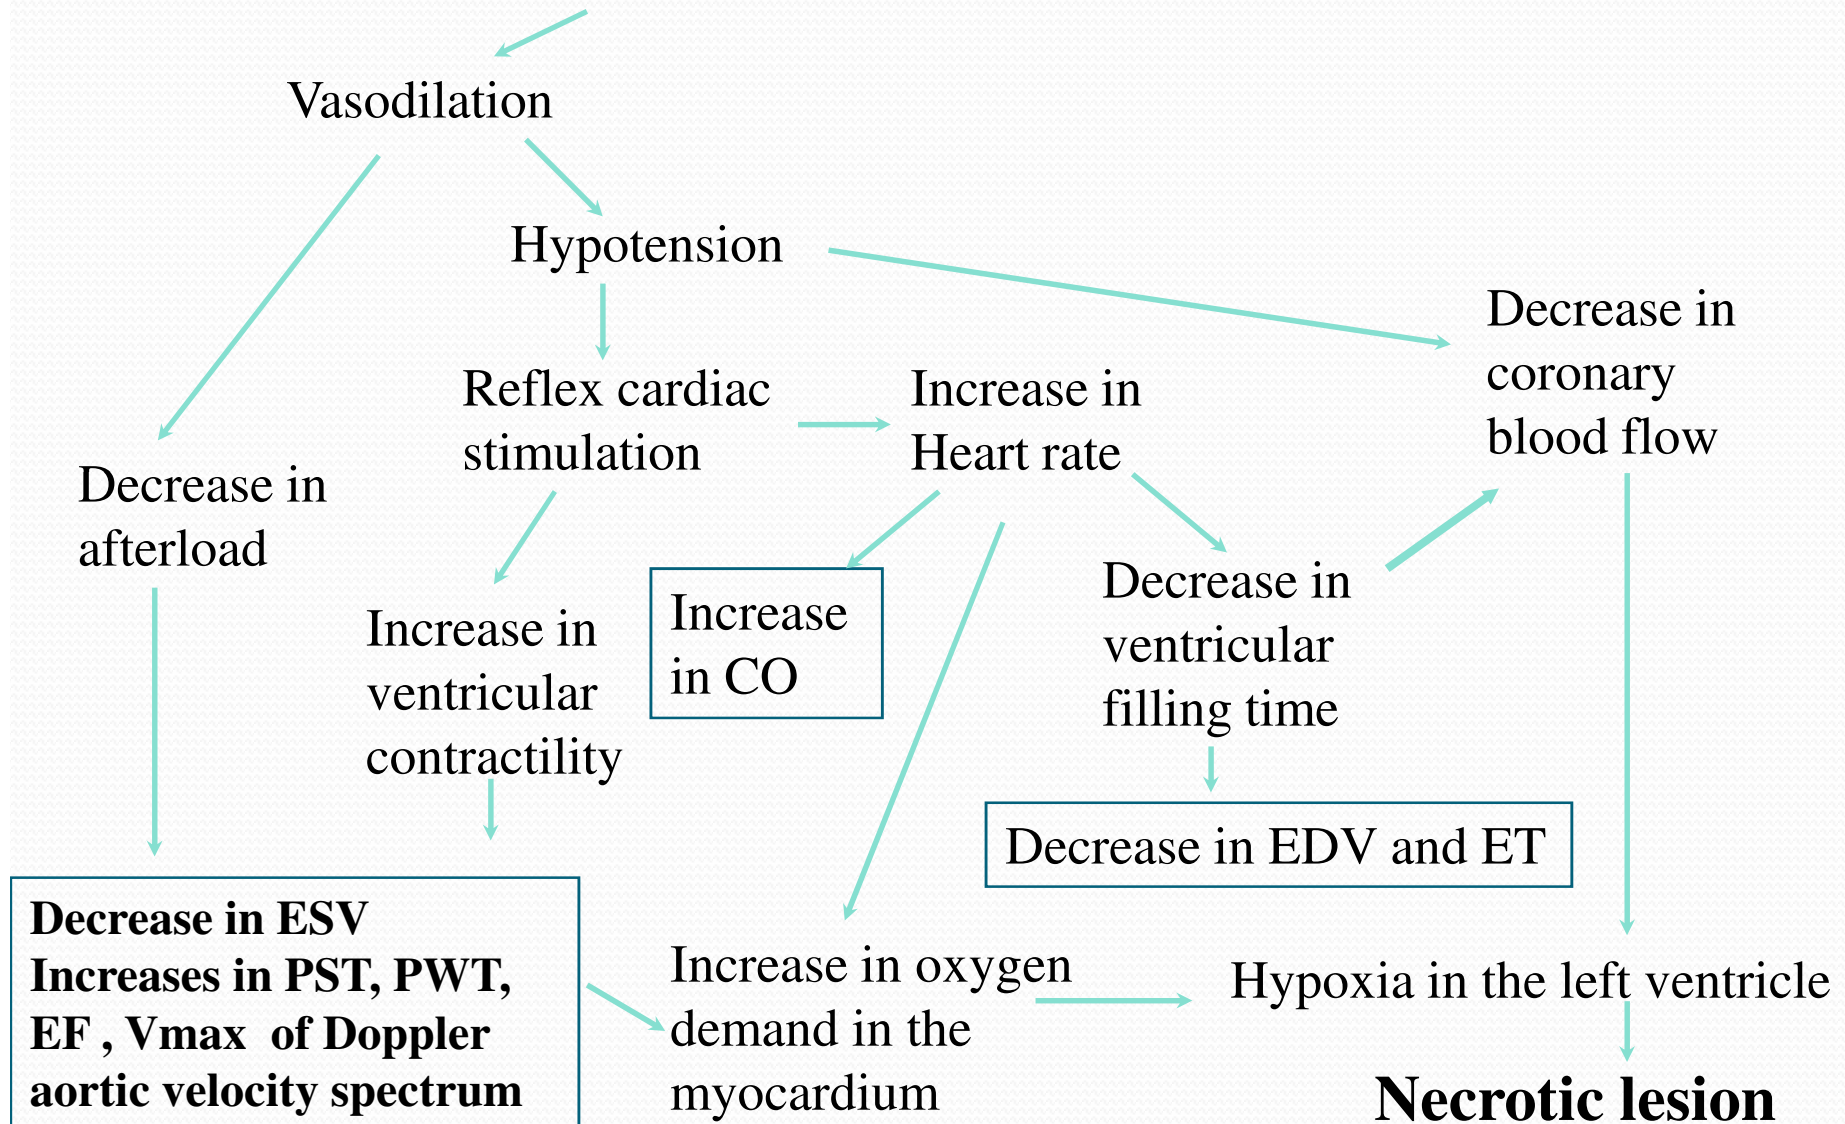 Vasodilation
Hypotension
Decrease in
coronary
blood flow
Reflex cardiac
stimulation
Increase in
Heart rate
Decrease in
afterload
Increase in
ventricular
contractility
Increase
in CO
Decrease in
ventricular
filling time
Decrease in EDV and ET
Decrease in ESV
Increases in PST, PWT,
EF , Vmax  of Doppler
aortic velocity spectrum
Increase in oxygen
demand in the
myocardium
Hypoxia in the left ventricle
Necrotic lesion